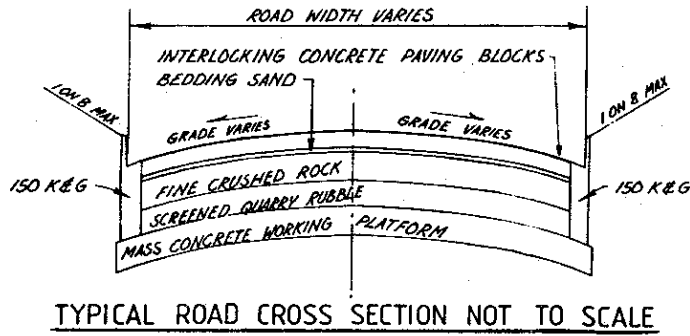 ROAD WIDTH VARIES
INTERLOCKING CONCRETE PAVING BLOCKS
BEDDING SAND
1 ON 8 MAX
1 ON 8 MAX
GRADE VARIES
GRADE VARIES
150 K&G
FINE CRUSHED ROCK
150 K&G
SCREENED QUARRY RUBBLE
MASS CONCRETE WORKING PLATFORM
TYPICAL ROAD CROSS SECTION NOT TO SCALE